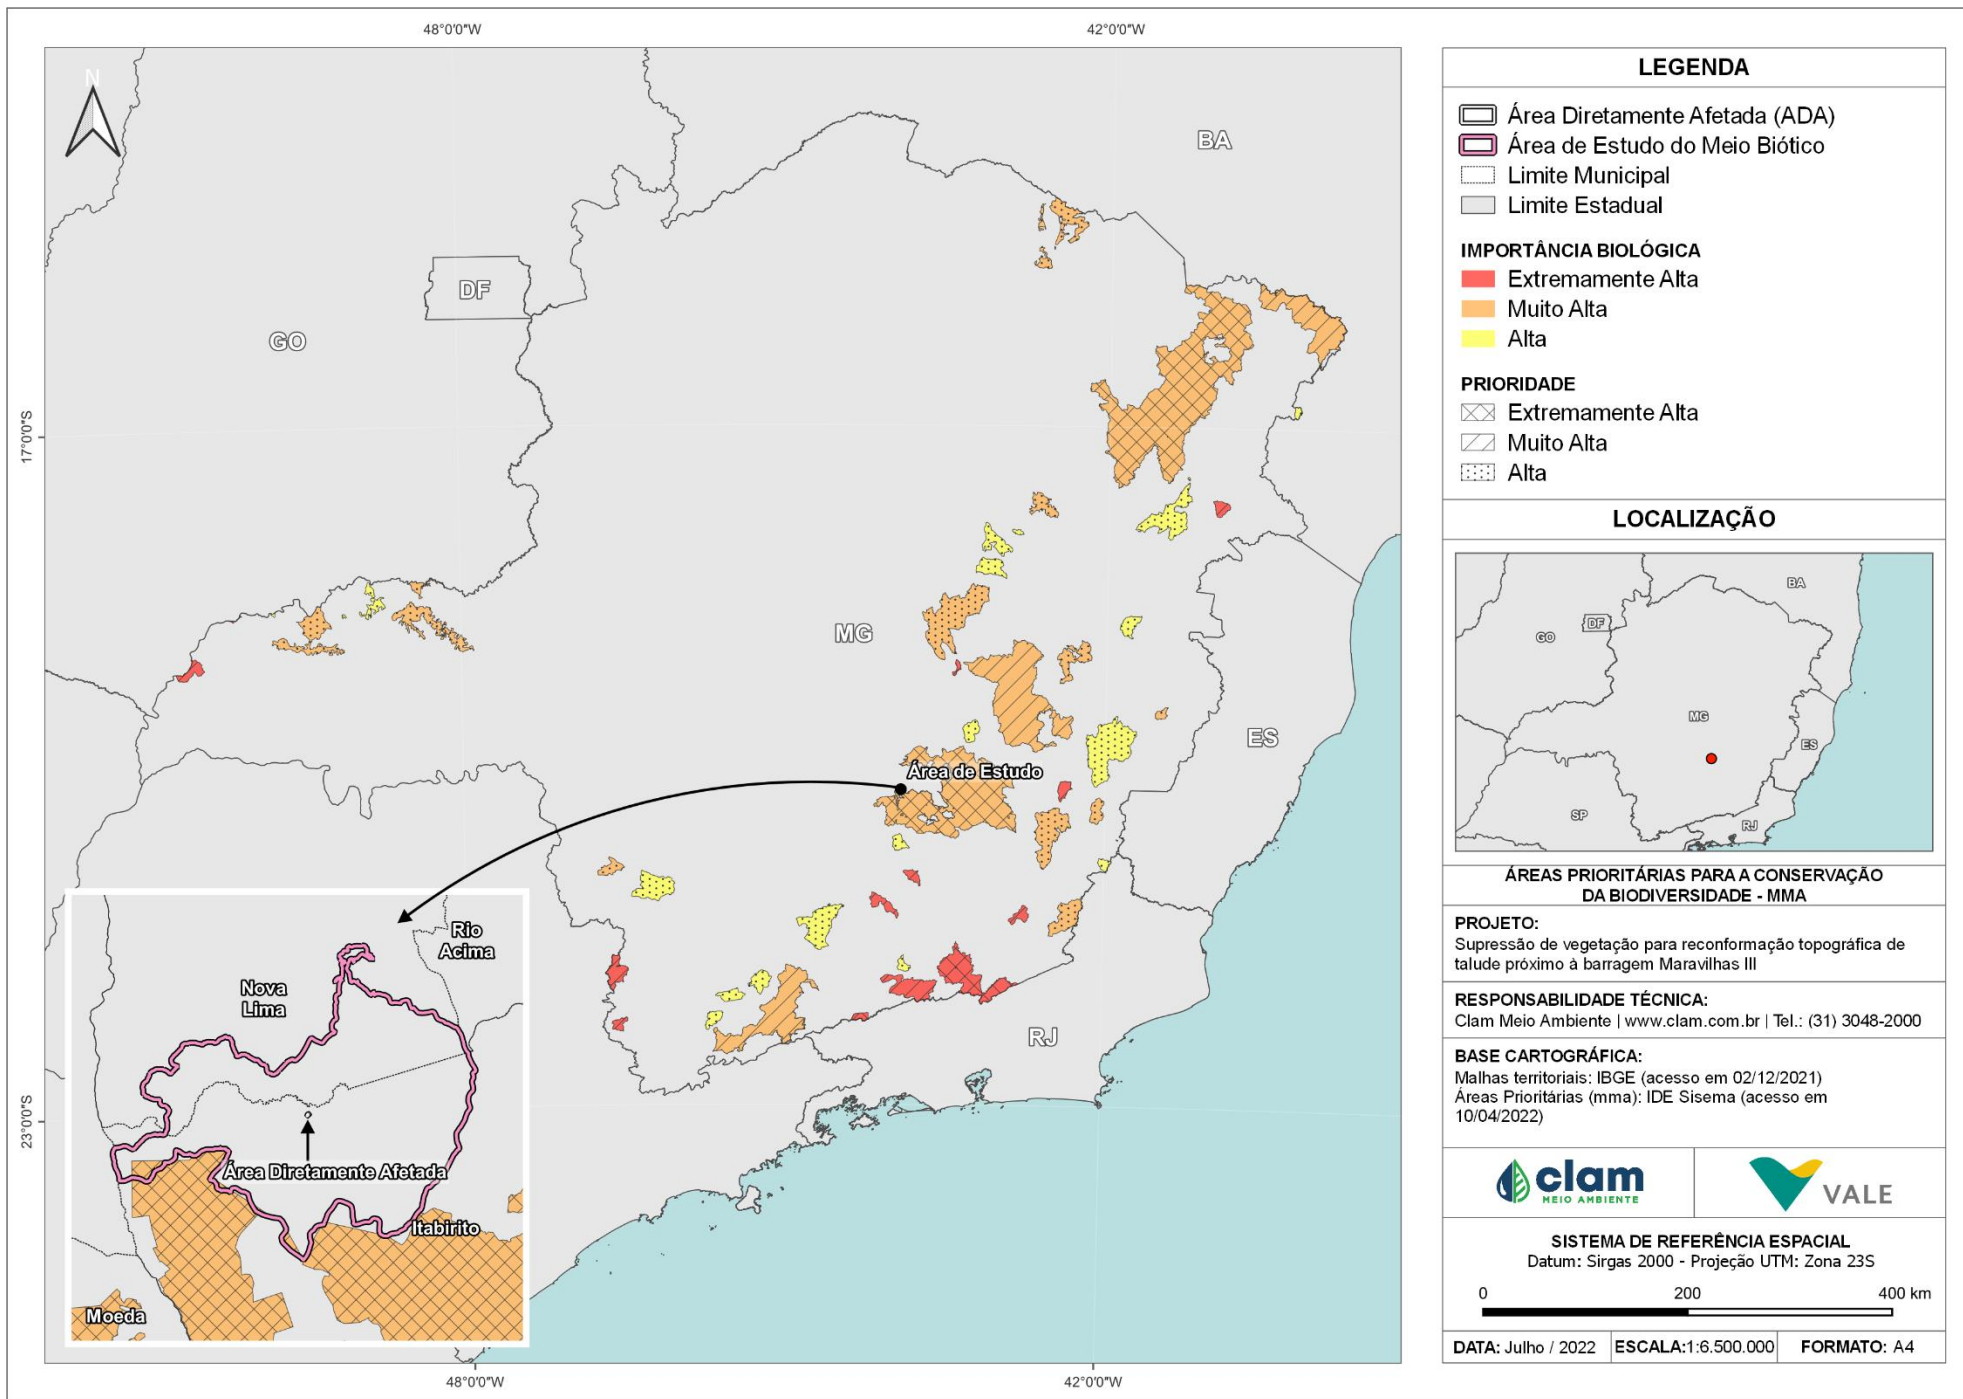 48°0'0"W
42°0'0"W
N
BA
DF
GO
17°0'0"S
MG
ES
Área de Estudo
RJ
23°0'0"S
Rio
Acima
Nova
Lima
Área Diretamente Afetada
Itabirito
Moeda
48°0'0"W
42°0'0"W
LEGENDA
Área Diretamente Afetada (ADA)
Área de Estudo do Meio Biótico
Limite Municipal
Limite Estadual
IMPORTÂNCIA BIOLÓGICA
Extremamente Alta
Muito Alta
Alta
PRIORIDADE
Extremamente Alta
Muito Alta
Alta
LOCALIZAÇÃO
BA
DF
GO
MG
ES
SP
RJ
ÁREAS PRIORITÁRIAS PARA A CONSERVAÇÃO
DA BIODIVERSIDADE - MMA
PROJETO:
Supressão de vegetação para reconformação topográfica de
talude próximo à barragem Maravilhas III
RESPONSABILIDADE TÉCNICA:
Clam Meio Ambiente | www.clam.com.br | Tel.: (31) 3048-2000
BASE CARTOGRÁFICA:
Malhas territoriais: IBGE (acesso em 02/12/2021)
Áreas Prioritárias (mma): IDE Sisema (acesso em
10/04/2022)
clam
MEIO AMBIENTE
VALE
SISTEMA DE REFERÊNCIA ESPACIAL
Datum: Sirgas 2000 - Projeção UTM: Zona 23S
0 200 400 km
DATA: Julho / 2022 ESCALA:1:6.500.000 FORMATO: A4